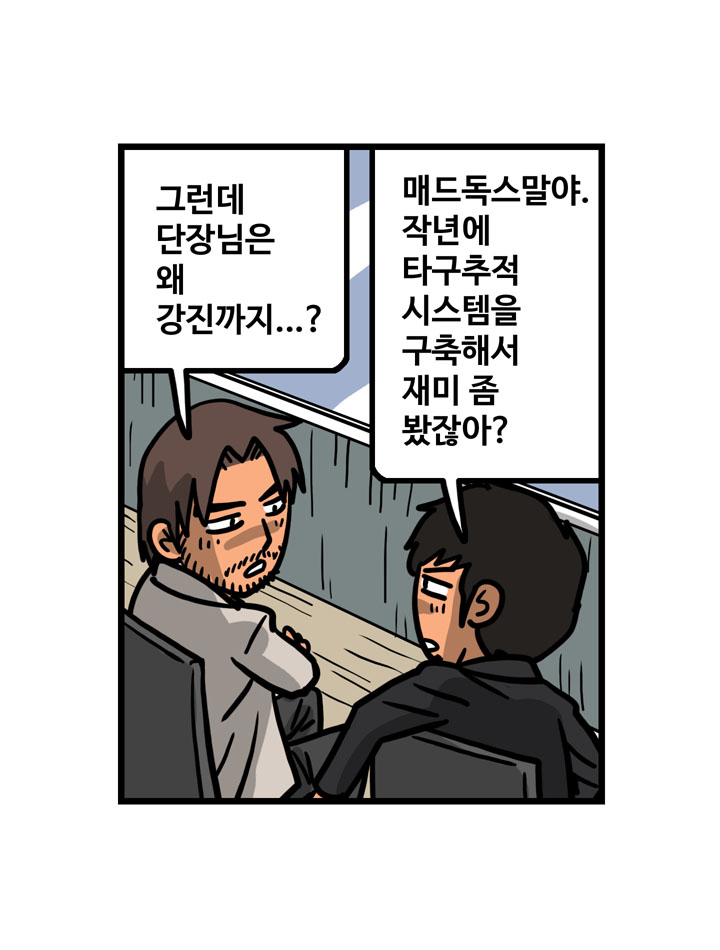 그런데
단장님은
왜
강진까지...?
매드독스말야.
작년에
타구추적
시스템을
구축해서
재미 좀
봤잖아?